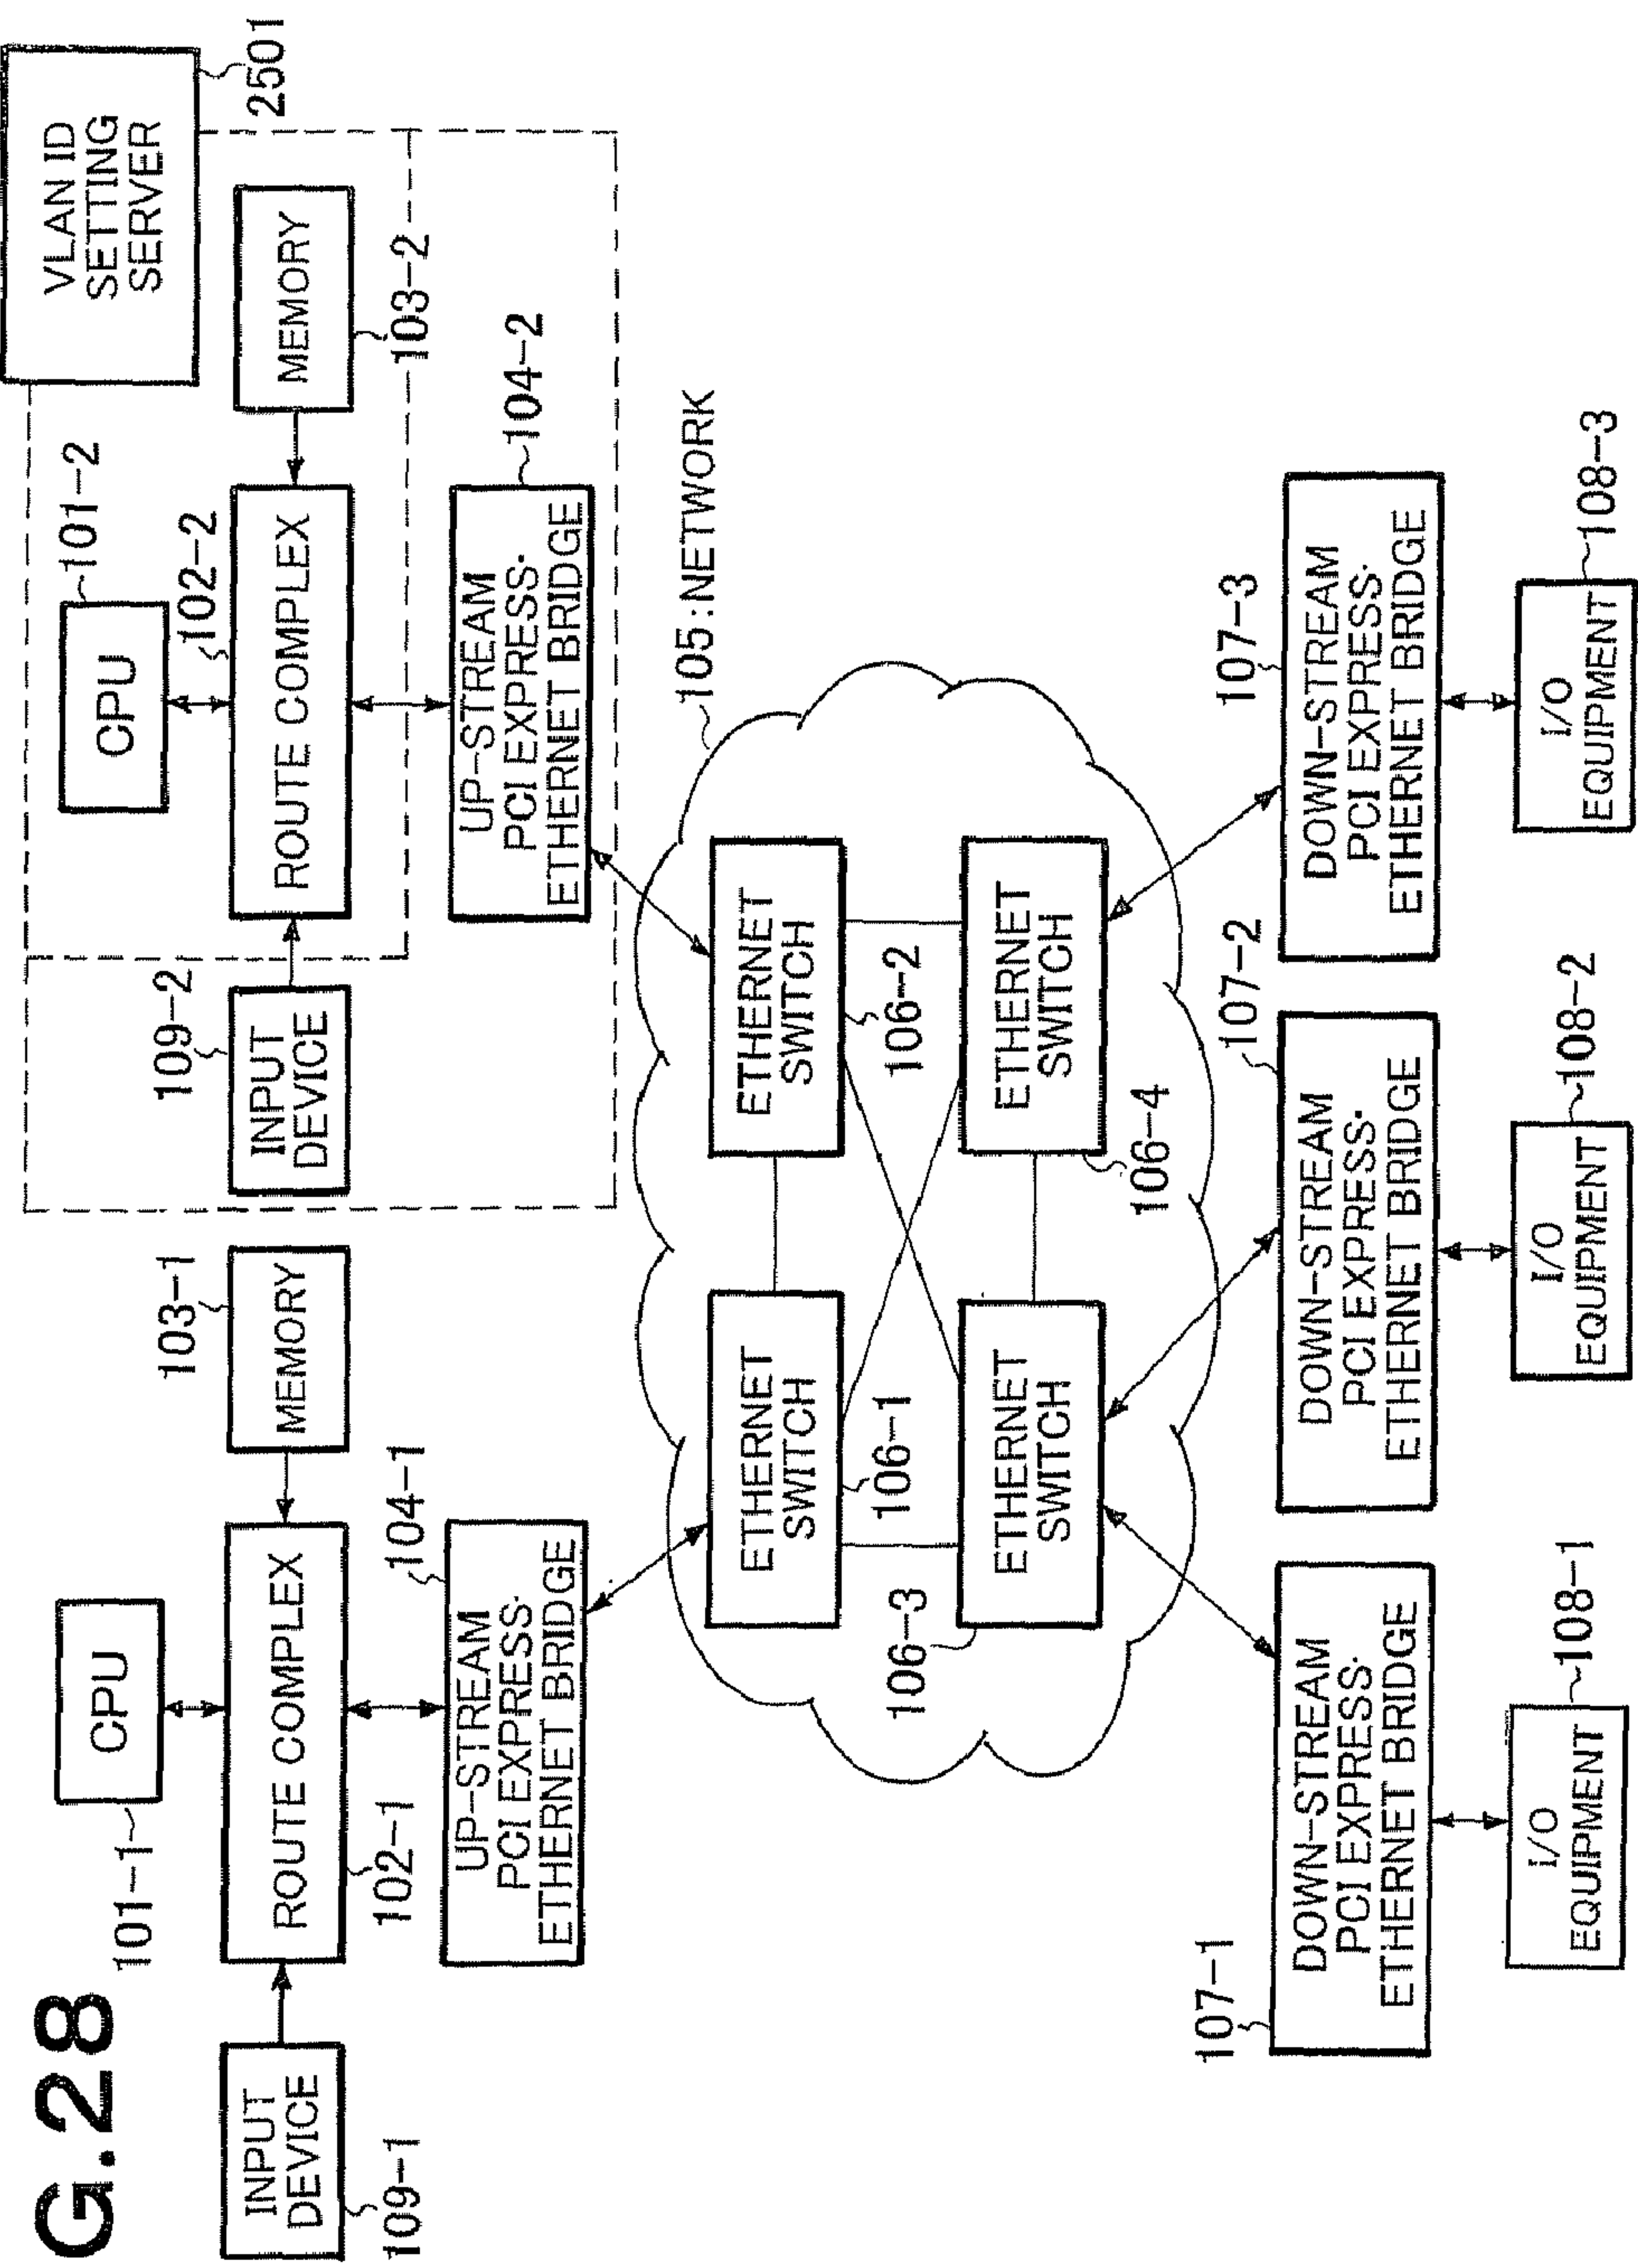 G.28
VLAN ID
SETTING
SERVER
2501
CPU
101-1
CPU
101-2
INPUT
DEVICE
109-1
ROUTE COMPLEX
102-1
MEMORY
103-1
INPUT
DEVICE
109-2
ROUTE COMPLEX
102-2
MEMORY
103-2
UP-STREAM
PCI EXPRESS·
ETHERNET BRIDGE
104-1
UP-STREAM
PCI EXPRESS·
ETHERNET BRIDGE
104-2
105:NETWORK
ETHERNET
SWITCH
106-1
ETHERNET
SWITCH
106-2
ETHERNET
SWITCH
106-3
ETHERNET
SWITCH
106-4
DOWN-STREAM
PCI EXPRESS·
ETHERNET BRIDGE
107-1
DOWN-STREAM
PCI EXPRESS·
ETHERNET BRIDGE
107-2
DOWN-STREAM
PCI EXPRESS·
ETHERNET BRIDGE
107-3
I/O
EQUIPMENT
108-1
I/O
EQUIPMENT
108-2
I/O
EQUIPMENT
108-3